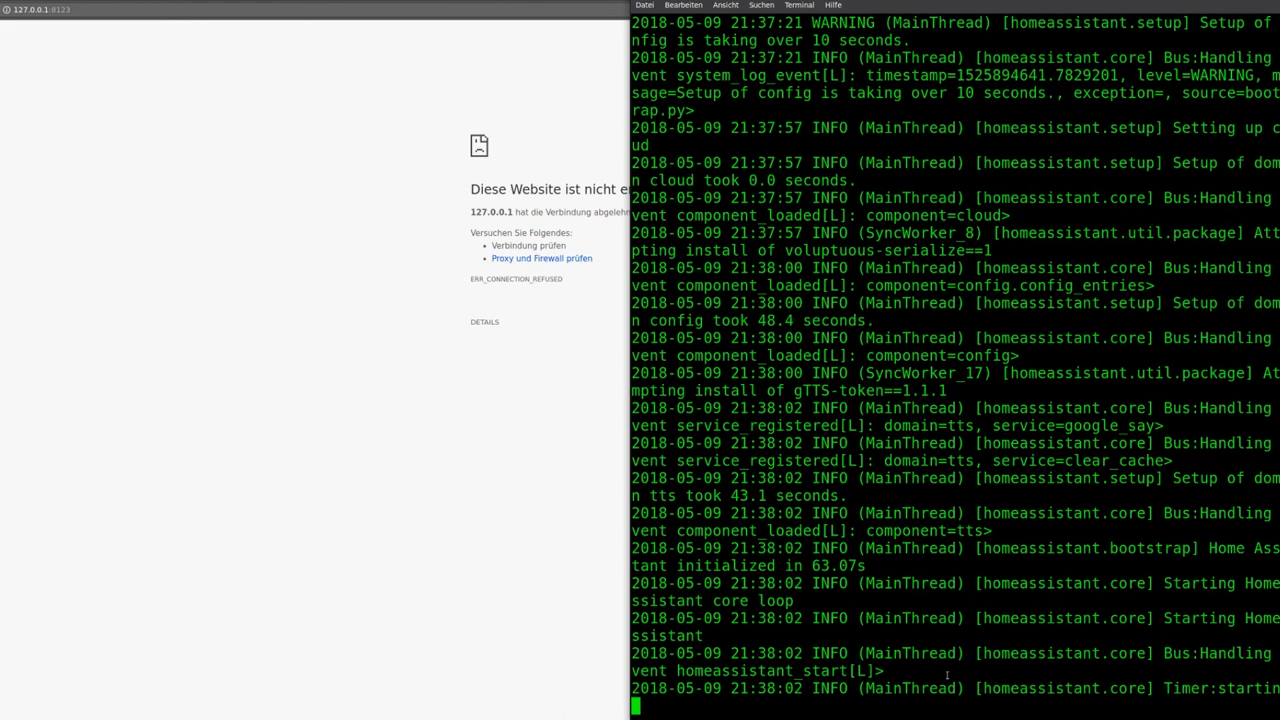 127.0.0.1:8123
Diese Website ist nicht
127.0.0.1 hat die Verbindung
Versuchen Sie Folgendes:
• Verbindung prüfen
• Proxy und Firewall prüfen
ERR_CONNECTION_REFUSED
DETAILS
Datei Bearbeiten Ansicht Suchen Terminal Hilfe
2018-05-09 21:37:21 WARNING (MainThread) [homeassistant.setup] Setup of
nfig is taking over 10 seconds.
2018-05-09 21:37:21 INFO (MainThread) [homeassistant.core] Bus:Handling
vent system_log_event[L]: timestamp=1525894641.7829201, level=WARNING, m
sage=Setup of config is taking over 10 seconds., exception=, source=boot
rap.py>
2018-05-09 21:37:57 INFO (MainThread) [homeassistant.setup] Setting up c
ud
2018-05-09 21:37:57 INFO (MainThread) [homeassistant.setup] Setup of dom
n cloud took 0.0 seconds.
2018-05-09 21:37:57 INFO (MainThread) [homeassistant.core] Bus:Handling
vent component_loaded[L]: component=cloud>
2018-05-09 21:37:57 INFO (SyncWorker_8) [homeassistant.util.package] Att
pting install of voluptuous-serialize==1
2018-05-09 21:38:00 INFO (MainThread) [homeassistant.core] Bus:Handling
vent component_loaded[L]: component=config.config_entries>
2018-05-09 21:38:00 INFO (MainThread) [homeassistant.setup] Setup of dom
n config took 48.4 seconds.
2018-05-09 21:38:00 INFO (MainThread) [homeassistant.core] Bus:Handling
vent component_loaded[L]: component=config>
2018-05-09 21:38:00 INFO (SyncWorker_17) [homeassistant.util.package] At
mpting install of gTTS-token==1.1.1
2018-05-09 21:38:02 INFO (MainThread) [homeassistant.core] Bus:Handling
vent service_registered[L]: domain=tts, service=google_say>
2018-05-09 21:38:02 INFO (MainThread) [homeassistant.core] Bus:Handling
vent service_registered[L]: domain=tts, service=clear_cache>
2018-05-09 21:38:02 INFO (MainThread) [homeassistant.setup] Setup of dom
n tts took 43.1 seconds.
2018-05-09 21:38:02 INFO (MainThread) [homeassistant.core] Bus:Handling
vent component_loaded[L]: component=tts>
2018-05-09 21:38:02 INFO (MainThread) [homeassistant.bootstrap] Home Ass
tant initialized in 63.07s
2018-05-09 21:38:02 INFO (MainThread) [homeassistant.core] Starting Home
ssistant core loop
2018-05-09 21:38:02 INFO (MainThread) [homeassistant.core] Starting Home
ssistant
2018-05-09 21:38:02 INFO (MainThread) [homeassistant.core] Bus:Handling
vent homeassistant_start[L]>
2018-05-09 21:38:02 INFO (MainThread) [homeassistant.core] Timer:startin